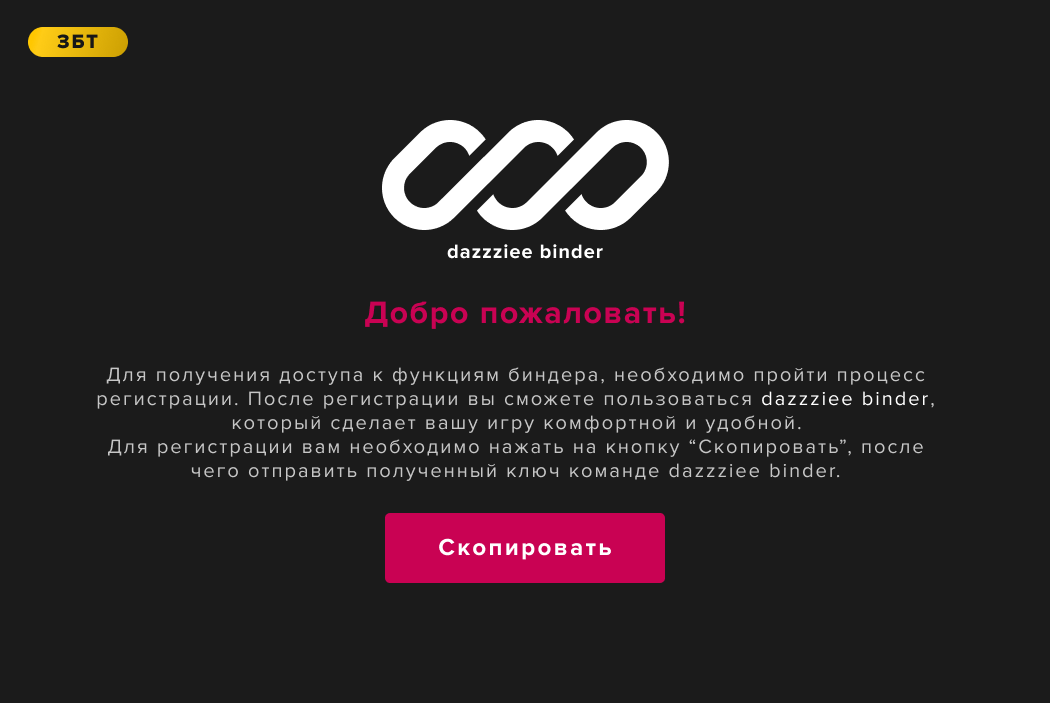 ЗБТ
dazzziee binder
Добро пожаловать!
Для получения доступа к функциям биндера, необходимо пройти процесс
регистрации. После регистрации вы сможете пользоваться dazzziee binder,
который сделает вашу игру комфортной и удобной.
Для регистрации вам необходимо нажать на кнопку “Скопировать”, после
чего отправить полученный ключ команде dazzziee binder.
Скопировать